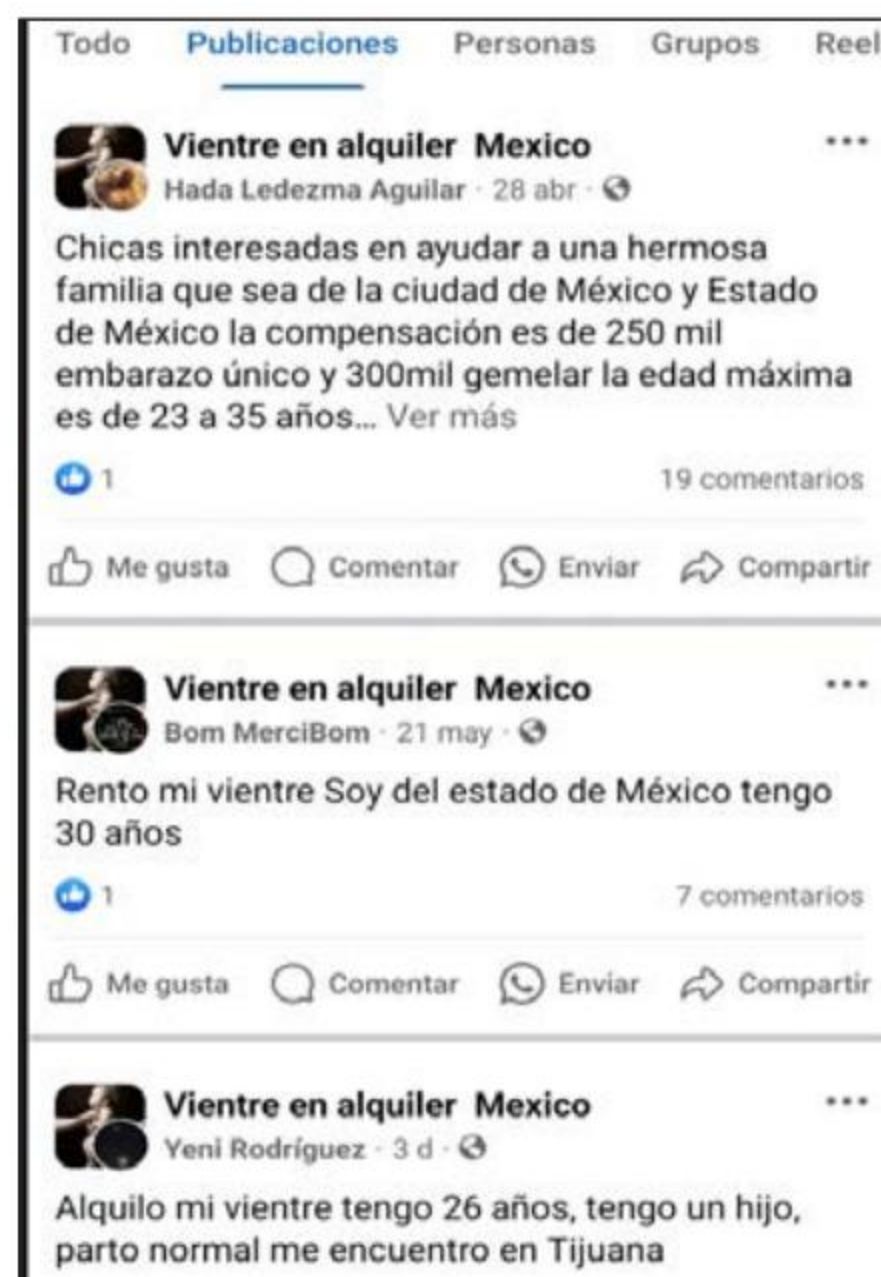 Todo Publicaciones Personas Grupos Reel
Vientre en alquiler Mexico
Hada Ledezma Aguilar · 28 abr ·
Chicas interesadas en ayudar a una hermosa
familia que sea de la ciudad de México y Estado
de México la compensación es de 250 mil
embarazo único y 300mil gemelar la edad máxima
es de 23 a 35 años... Ver más
1 19 comentarios
Me gusta Comentar Enviar Compartir
Vientre en alquiler Mexico
Bom MerciBom · 21 may ·
Rento mi vientre Soy del estado de México tengo
30 años
1 7 comentarios
Me gusta Comentar Enviar Compartir
Vientre en alquiler Mexico
Yeni Rodríguez · 3 d ·
Alquilo mi vientre tengo 26 años, tengo un hijo,
parto normal me encuentro en Tijuana